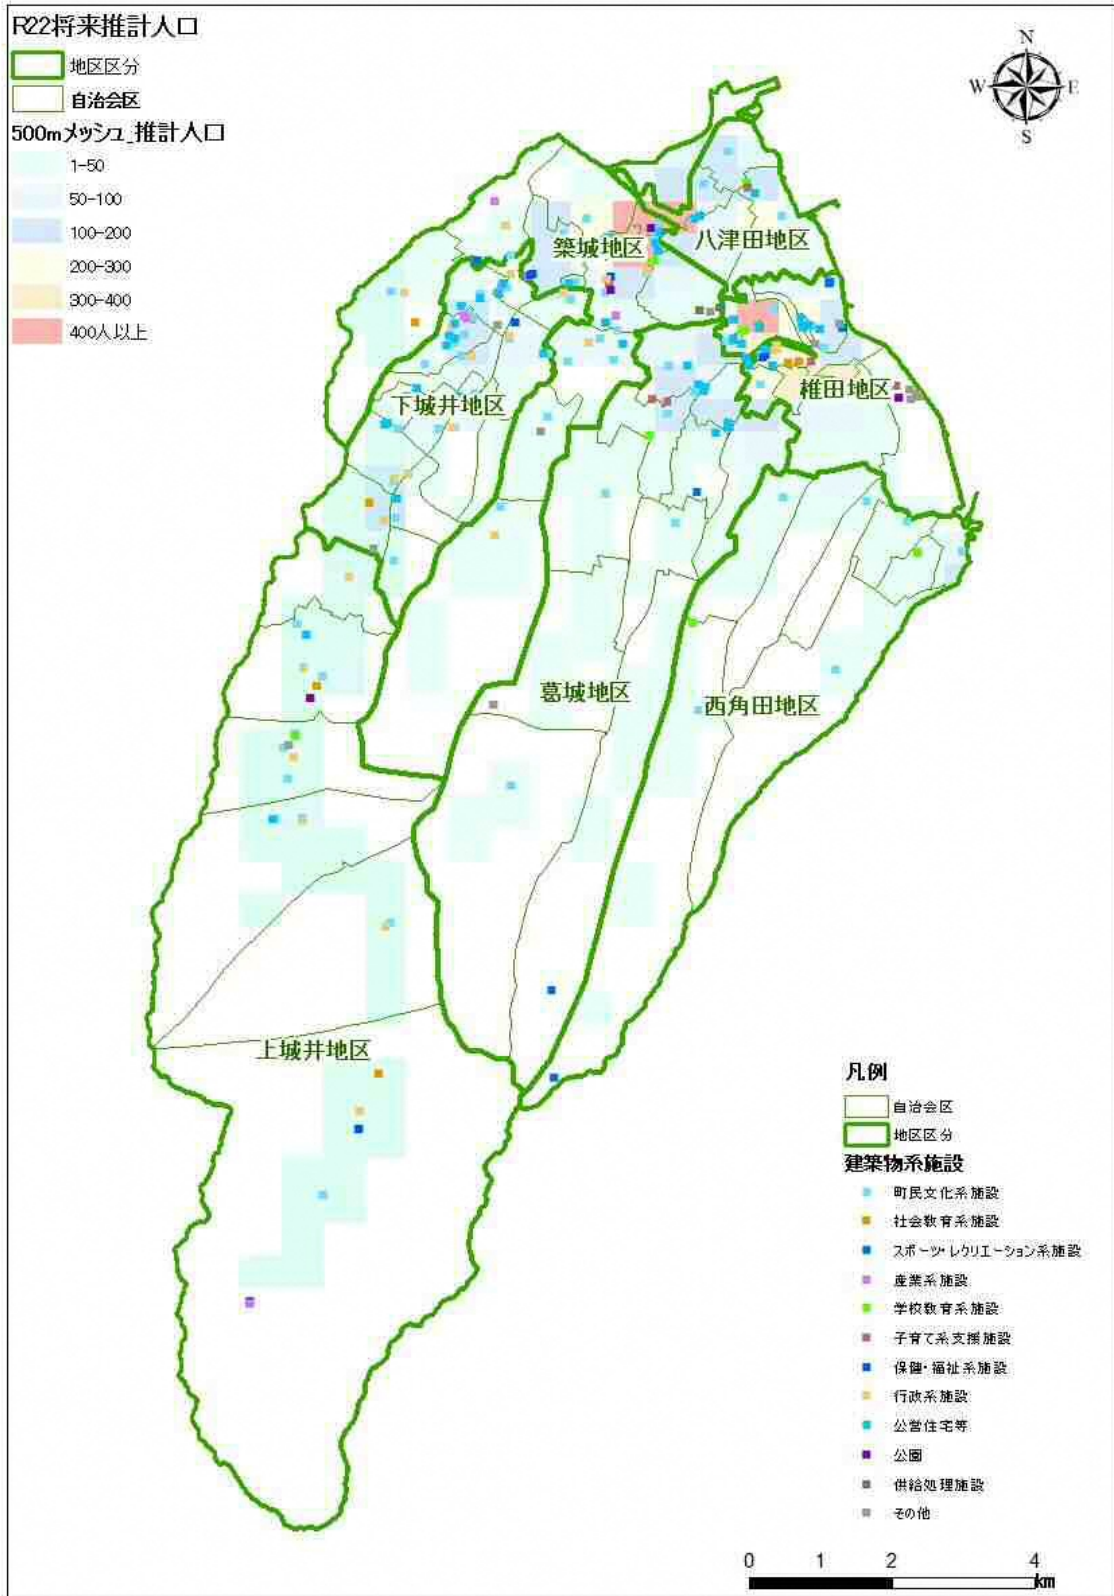 R22将来推計人口
地区区分
自治会区
500mメッシュ_推計人口
1-50
50-100
100-200
200-300
300-400
400人以上
N
W
E
S
築城地区
八津田地区
下城井地区
椎田地区
葛城地区
西角田地区
上城井地区
凡例
自治会区
地区区分
建築物系施設
町民文化系施設
社会教育系施設
スポーツ・レクリエーション系施設
産業系施設
学校教育系施設
子育て系支援施設
保健・福祉系施設
行政系施設
公営住宅等
公園
供給処理施設
その他
0 1 2 4
km